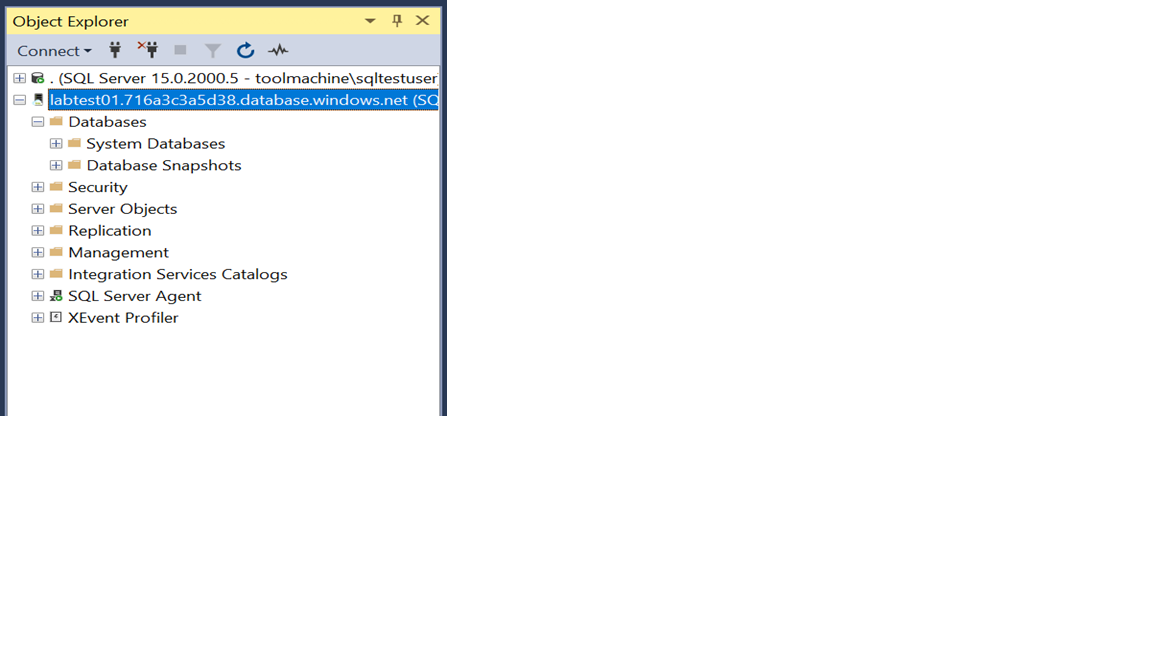 Object Explorer
Connect
. (SQL Server 15.0.2000.5 - toolmachine\sqltestuser
labtest01.716a3c3a5d38.database.windows.net (SQ
Databases
System Databases
Database Snapshots
Security
Server Objects
Replication
Management
Integration Services Catalogs
SQL Server Agent
XEvent Profiler